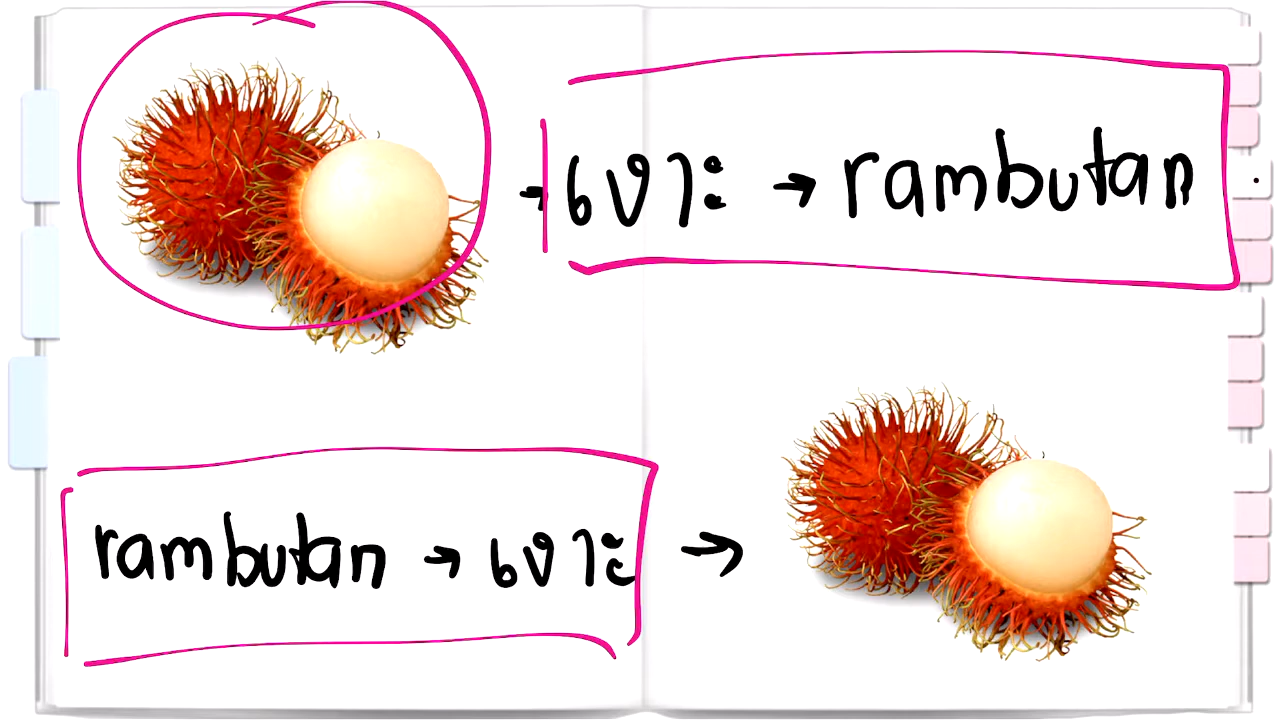 → เงาะ → rambutan
rambutan → เงาะ →